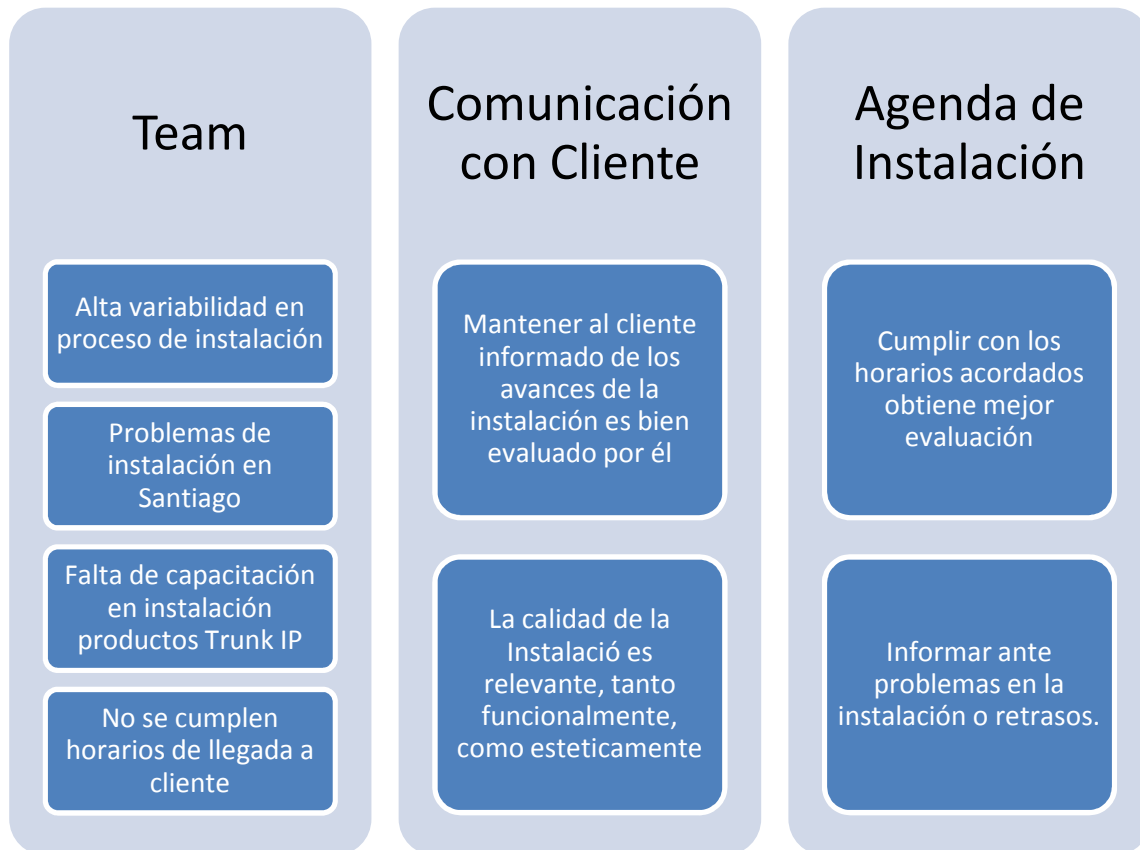 Team
Alta variabilidad en
proceso de instalación
Problemas de
instalación en
Santiago
Falta de capacitación
en instalación
productos Trunk IP
No se cumplen
horarios de llegada a
cliente
Comunicación
con Cliente
Mantener al cliente
informado de los
avances de la
instalación es bien
evaluado por él
La calidad de la
Instalació es
relevante, tanto
funcionalmente,
como esteticamente
Agenda de
Instalación
Cumplir con los
horarios acordados
obtiene mejor
evaluación
Informar ante
problemas en la
instalación o retrasos.